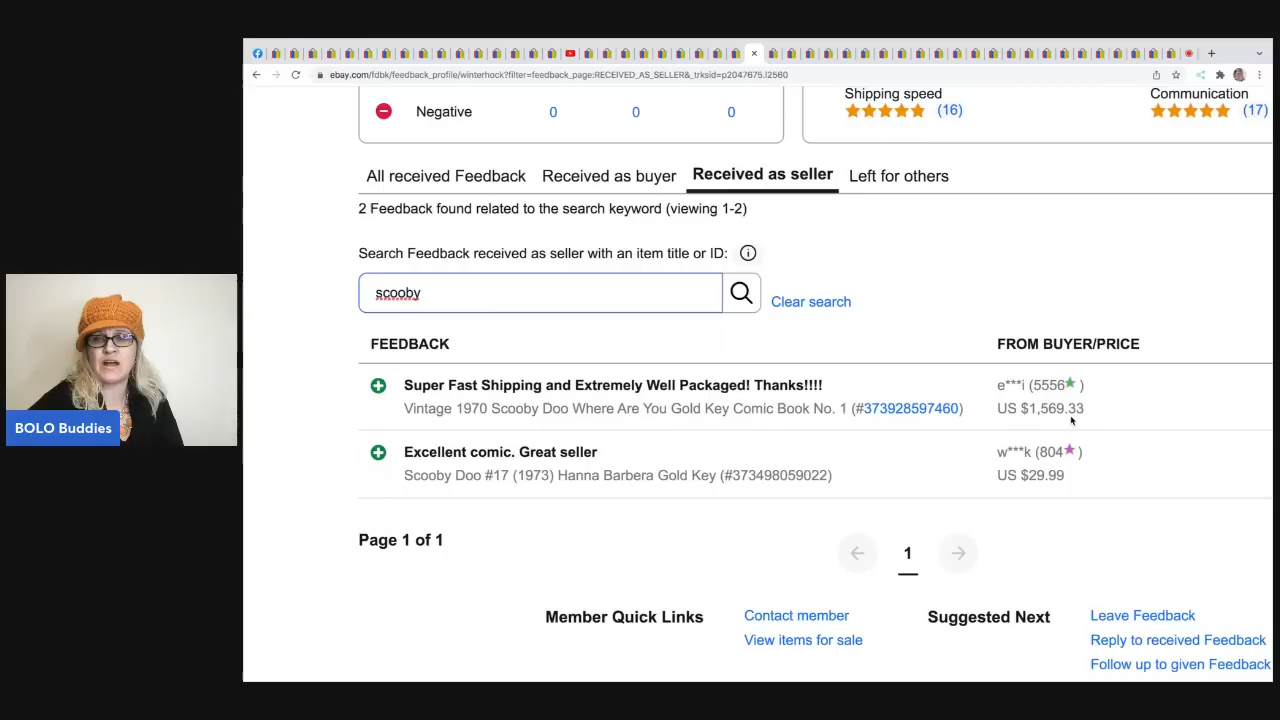 ebay.com/fdbk/feedback_profile/winterhock?filter=feedback_page:RECEIVED_AS_SELLER&_trksid=p2047675.l2560
Shipping speed Communication
(16) (17)
Negative 0 0 0
All received Feedback Received as buyer Received as seller Left for others
2 Feedback found related to the search keyword (viewing 1-2)
Search Feedback received as seller with an item title or ID:
scooby
Clear search
FEEDBACK FROM BUYER/PRICE
Super Fast Shipping and Extremely Well Packaged! Thanks!!!! e***i (5556 )
Vintage 1970 Scooby Doo Where Are You Gold Key Comic Book No. 1 (#373928597460) US $1,569.33
Excellent comic. Great seller w***k (804 )
Scooby Doo #17 (1973) Hanna Barbera Gold Key (#373498059022) US $29.99
BOLO Buddies
Page 1 of 1
1
Member Quick Links Contact member Suggested Next Leave Feedback
View items for sale Reply to received Feedback
Follow up to given Feedback